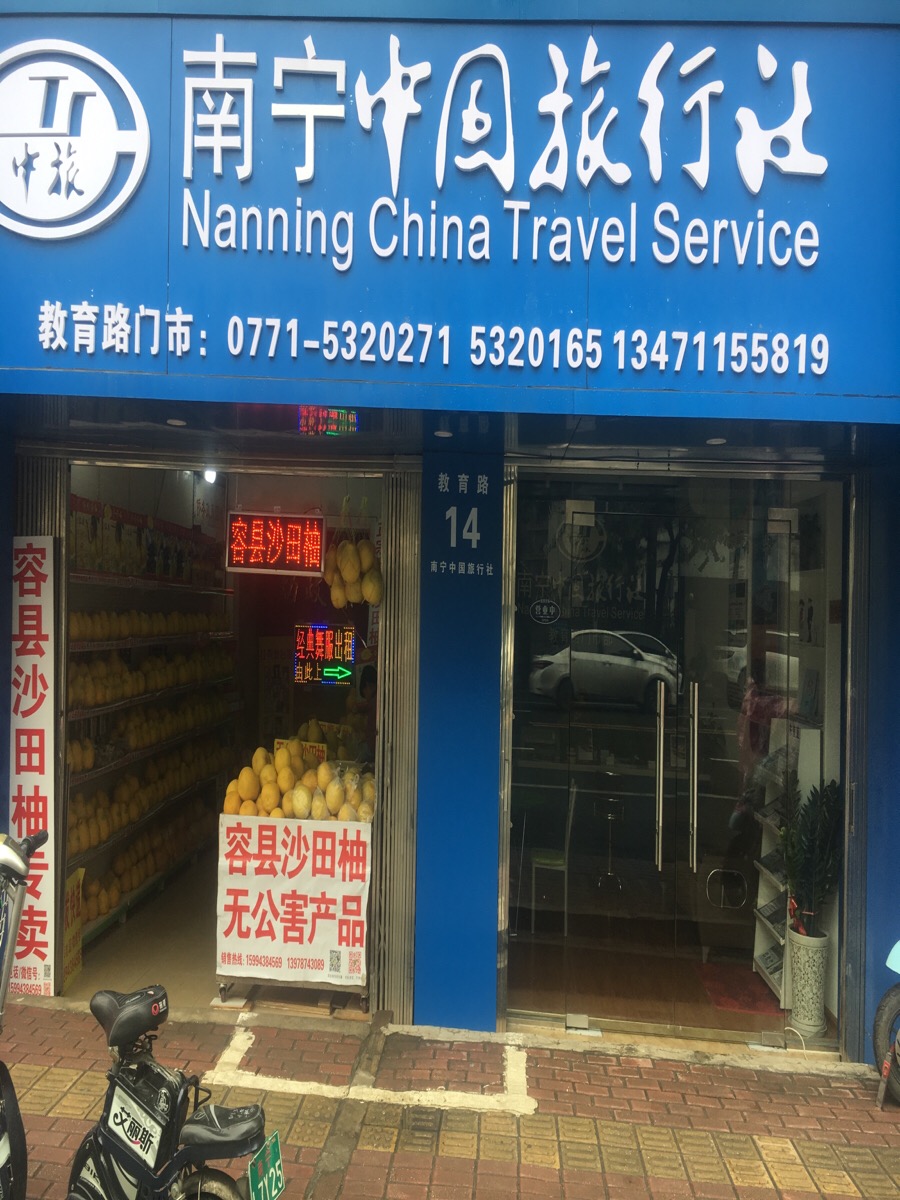 中旅
南宁中国旅行社
Nanning China Travel Service
教育路门市：0771-5320271 5320165 13471155819
教育路
14
南宁中国旅行社
容县沙田柚
经典舞服出租
由此上
容县沙田柚
无公害产品
销售热线:15994384569 13978743089
容县沙田柚专卖
15994384569
艾丽斯